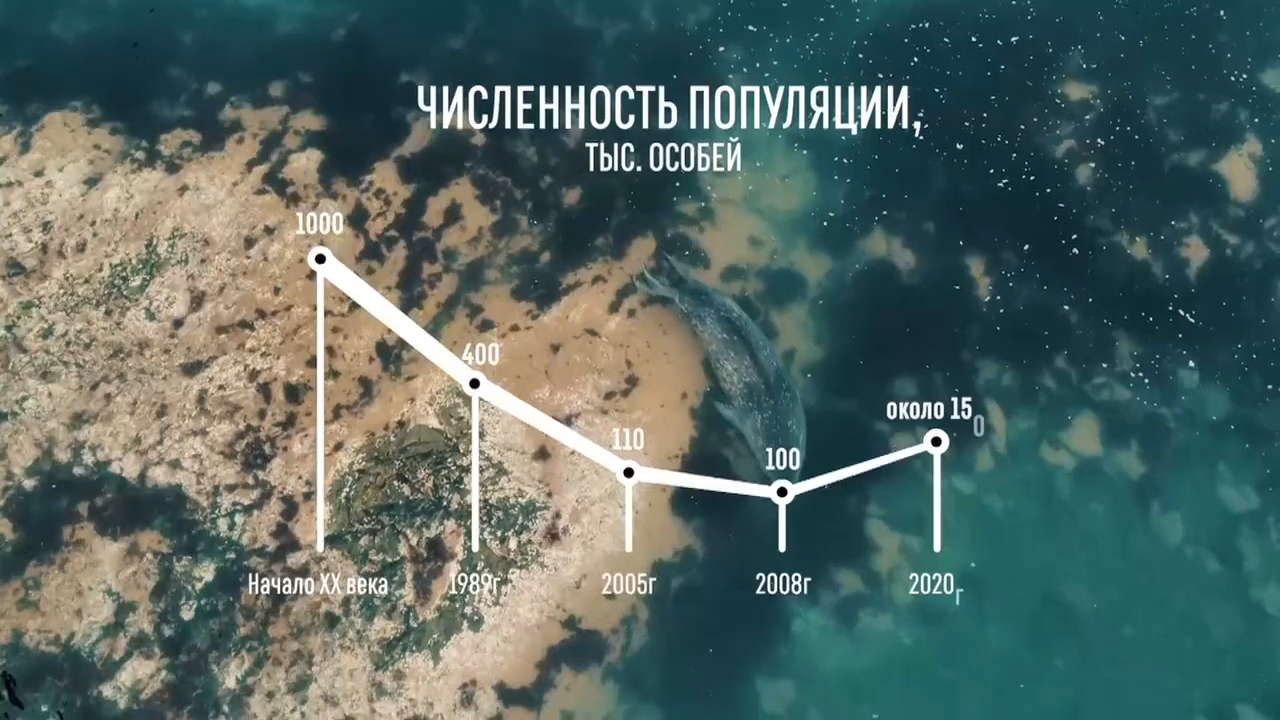 ЧИСЛЕННОСТЬ ПОПУЛЯЦИИ,
ТЫС. ОСОБЕЙ
1000
400
110
100
около 150
Начало XX века
1989г
2005г
2008г
2020г